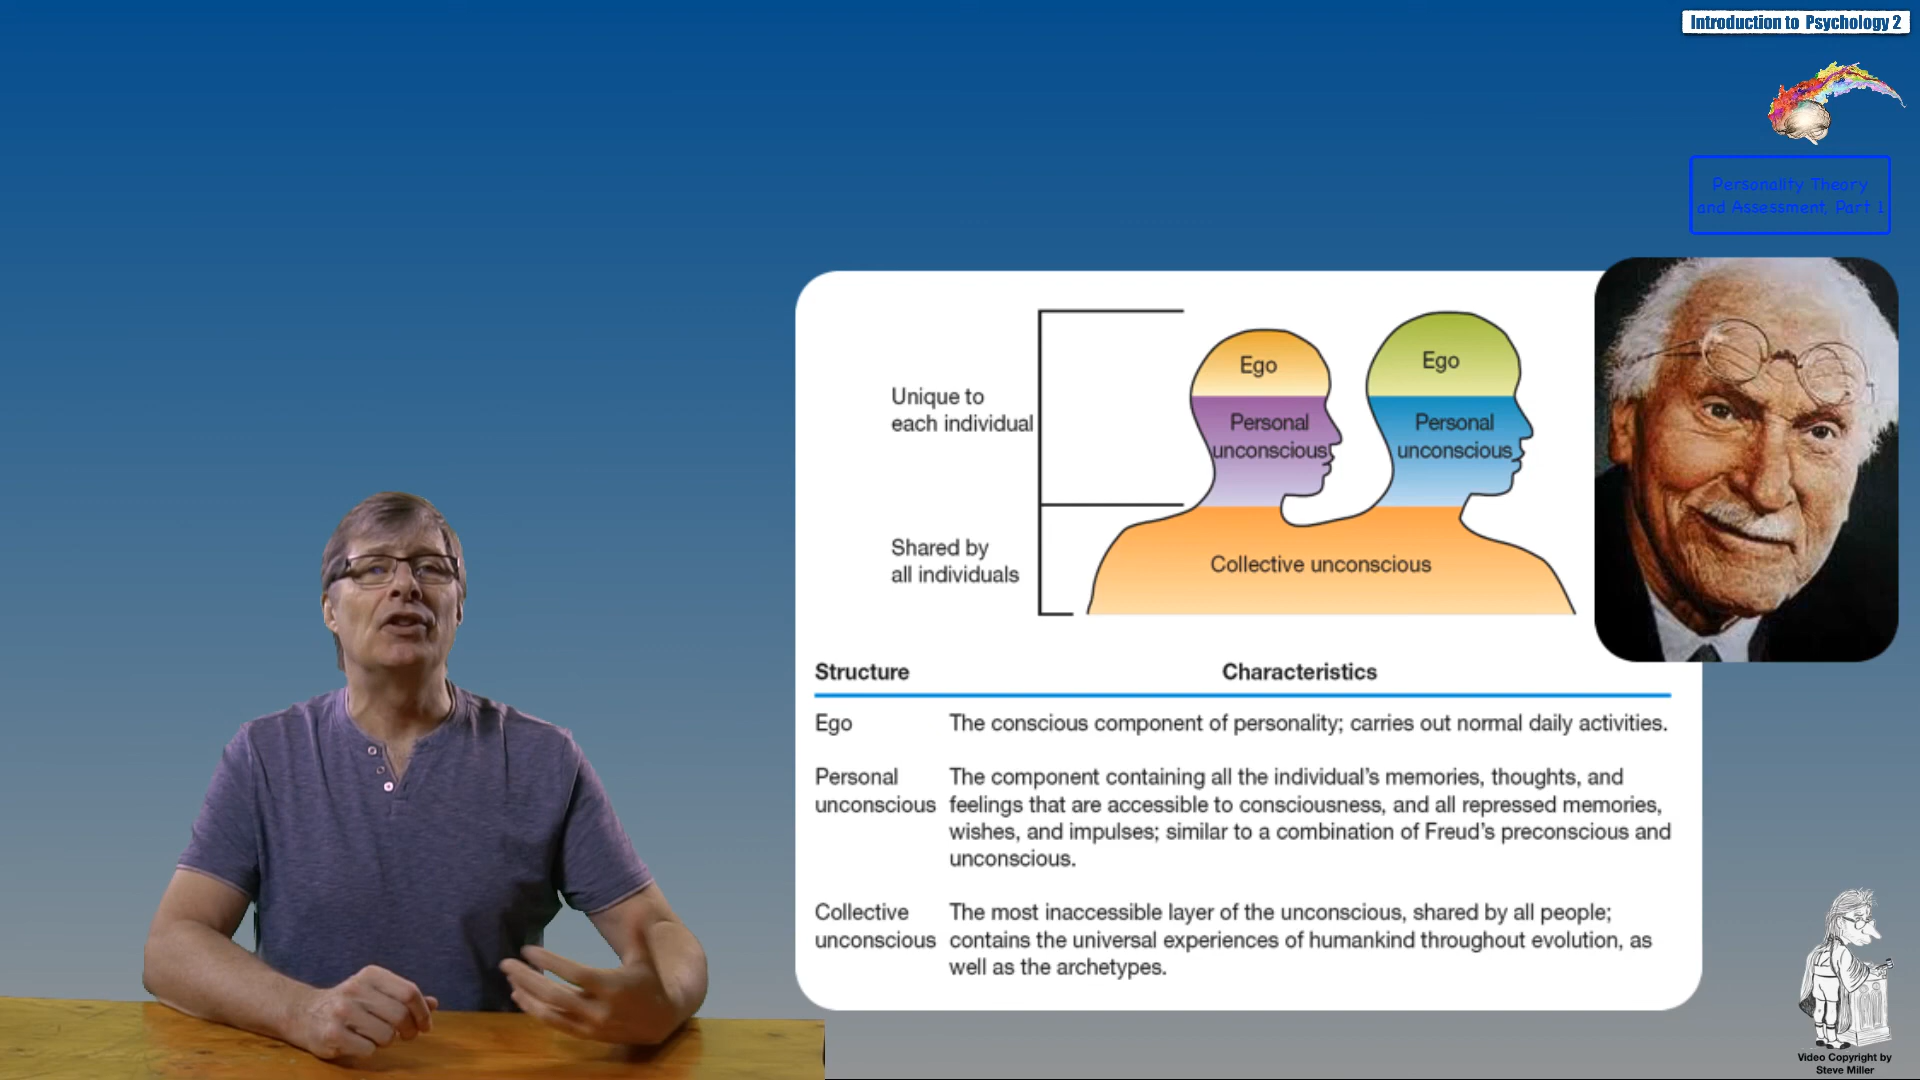 Introduction to Psychology 2
Personality Theory
and Assessment, Part 1
Unique to
each individual
Ego
Ego
Personal
unconscious
Personal
unconscious
Shared by
all individuals
Collective unconscious
Structure Characteristics
Ego The conscious component of personality; carries out normal daily activities.
Personal The component containing all the individual's memories, thoughts, and
unconscious feelings that are accessible to consciousness, and all repressed memories,
wishes, and impulses; similar to a combination of Freud's preconscious and
unconscious.
Collective The most inaccessible layer of the unconscious, shared by all people;
unconscious contains the universal experiences of humankind throughout evolution, as
well as the archetypes.
Video Copyright by
Steve Miller